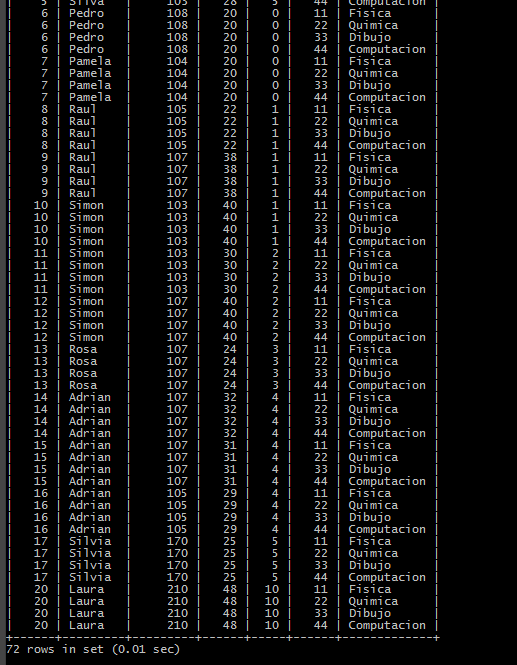 | 5 | Silva | 105 | 28 | 5 | 44 | Computacion |
| 6 | Pedro | 108 | 20 | 0 | 11 | Fisica |
| 6 | Pedro | 108 | 20 | 0 | 22 | Quimica |
| 6 | Pedro | 108 | 20 | 0 | 33 | Dibujo |
| 6 | Pedro | 108 | 20 | 0 | 44 | Computacion |
| 7 | Pamela | 104 | 20 | 0 | 11 | Fisica |
| 7 | Pamela | 104 | 20 | 0 | 22 | Quimica |
| 7 | Pamela | 104 | 20 | 0 | 33 | Dibujo |
| 7 | Pamela | 104 | 20 | 0 | 44 | Computacion |
| 8 | Raul | 105 | 22 | 1 | 11 | Fisica |
| 8 | Raul | 105 | 22 | 1 | 22 | Quimica |
| 8 | Raul | 105 | 22 | 1 | 33 | Dibujo |
| 8 | Raul | 105 | 22 | 1 | 44 | Computacion |
| 9 | Raul | 107 | 38 | 1 | 11 | Fisica |
| 9 | Raul | 107 | 38 | 1 | 22 | Quimica |
| 9 | Raul | 107 | 38 | 1 | 33 | Dibujo |
| 9 | Raul | 107 | 38 | 1 | 44 | Computacion |
| 10 | Simon | 103 | 40 | 1 | 11 | Fisica |
| 10 | Simon | 103 | 40 | 1 | 22 | Quimica |
| 10 | Simon | 103 | 40 | 1 | 33 | Dibujo |
| 10 | Simon | 103 | 40 | 1 | 44 | Computacion |
| 11 | Simon | 103 | 30 | 2 | 11 | Fisica |
| 11 | Simon | 103 | 30 | 2 | 22 | Quimica |
| 11 | Simon | 103 | 30 | 2 | 33 | Dibujo |
| 11 | Simon | 103 | 30 | 2 | 44 | Computacion |
| 12 | Simon | 107 | 40 | 2 | 11 | Fisica |
| 12 | Simon | 107 | 40 | 2 | 22 | Quimica |
| 12 | Simon | 107 | 40 | 2 | 33 | Dibujo |
| 12 | Simon | 107 | 40 | 2 | 44 | Computacion |
| 13 | Rosa | 107 | 24 | 3 | 11 | Fisica |
| 13 | Rosa | 107 | 24 | 3 | 22 | Quimica |
| 13 | Rosa | 107 | 24 | 3 | 33 | Dibujo |
| 13 | Rosa | 107 | 24 | 3 | 44 | Computacion |
| 14 | Adrian | 107 | 32 | 4 | 11 | Fisica |
| 14 | Adrian | 107 | 32 | 4 | 22 | Quimica |
| 14 | Adrian | 107 | 32 | 4 | 33 | Dibujo |
| 14 | Adrian | 107 | 32 | 4 | 44 | Computacion |
| 15 | Adrian | 107 | 31 | 4 | 11 | Fisica |
| 15 | Adrian | 107 | 31 | 4 | 22 | Quimica |
| 15 | Adrian | 107 | 31 | 4 | 33 | Dibujo |
| 15 | Adrian | 107 | 31 | 4 | 44 | Computacion |
| 16 | Adrian | 105 | 29 | 4 | 11 | Fisica |
| 16 | Adrian | 105 | 29 | 4 | 22 | Quimica |
| 16 | Adrian | 105 | 29 | 4 | 33 | Dibujo |
| 16 | Adrian | 105 | 29 | 4 | 44 | Computacion |
| 17 | Silvia | 170 | 25 | 5 | 11 | Fisica |
| 17 | Silvia | 170 | 25 | 5 | 22 | Quimica |
| 17 | Silvia | 170 | 25 | 5 | 33 | Dibujo |
| 17 | Silvia | 170 | 25 | 5 | 44 | Computacion |
| 20 | Laura | 210 | 48 | 10 | 11 | Fisica |
| 20 | Laura | 210 | 48 | 10 | 22 | Quimica |
| 20 | Laura | 210 | 48 | 10 | 33 | Dibujo |
| 20 | Laura | 210 | 48 | 10 | 44 | Computacion |
72 rows in set (0.01 sec)